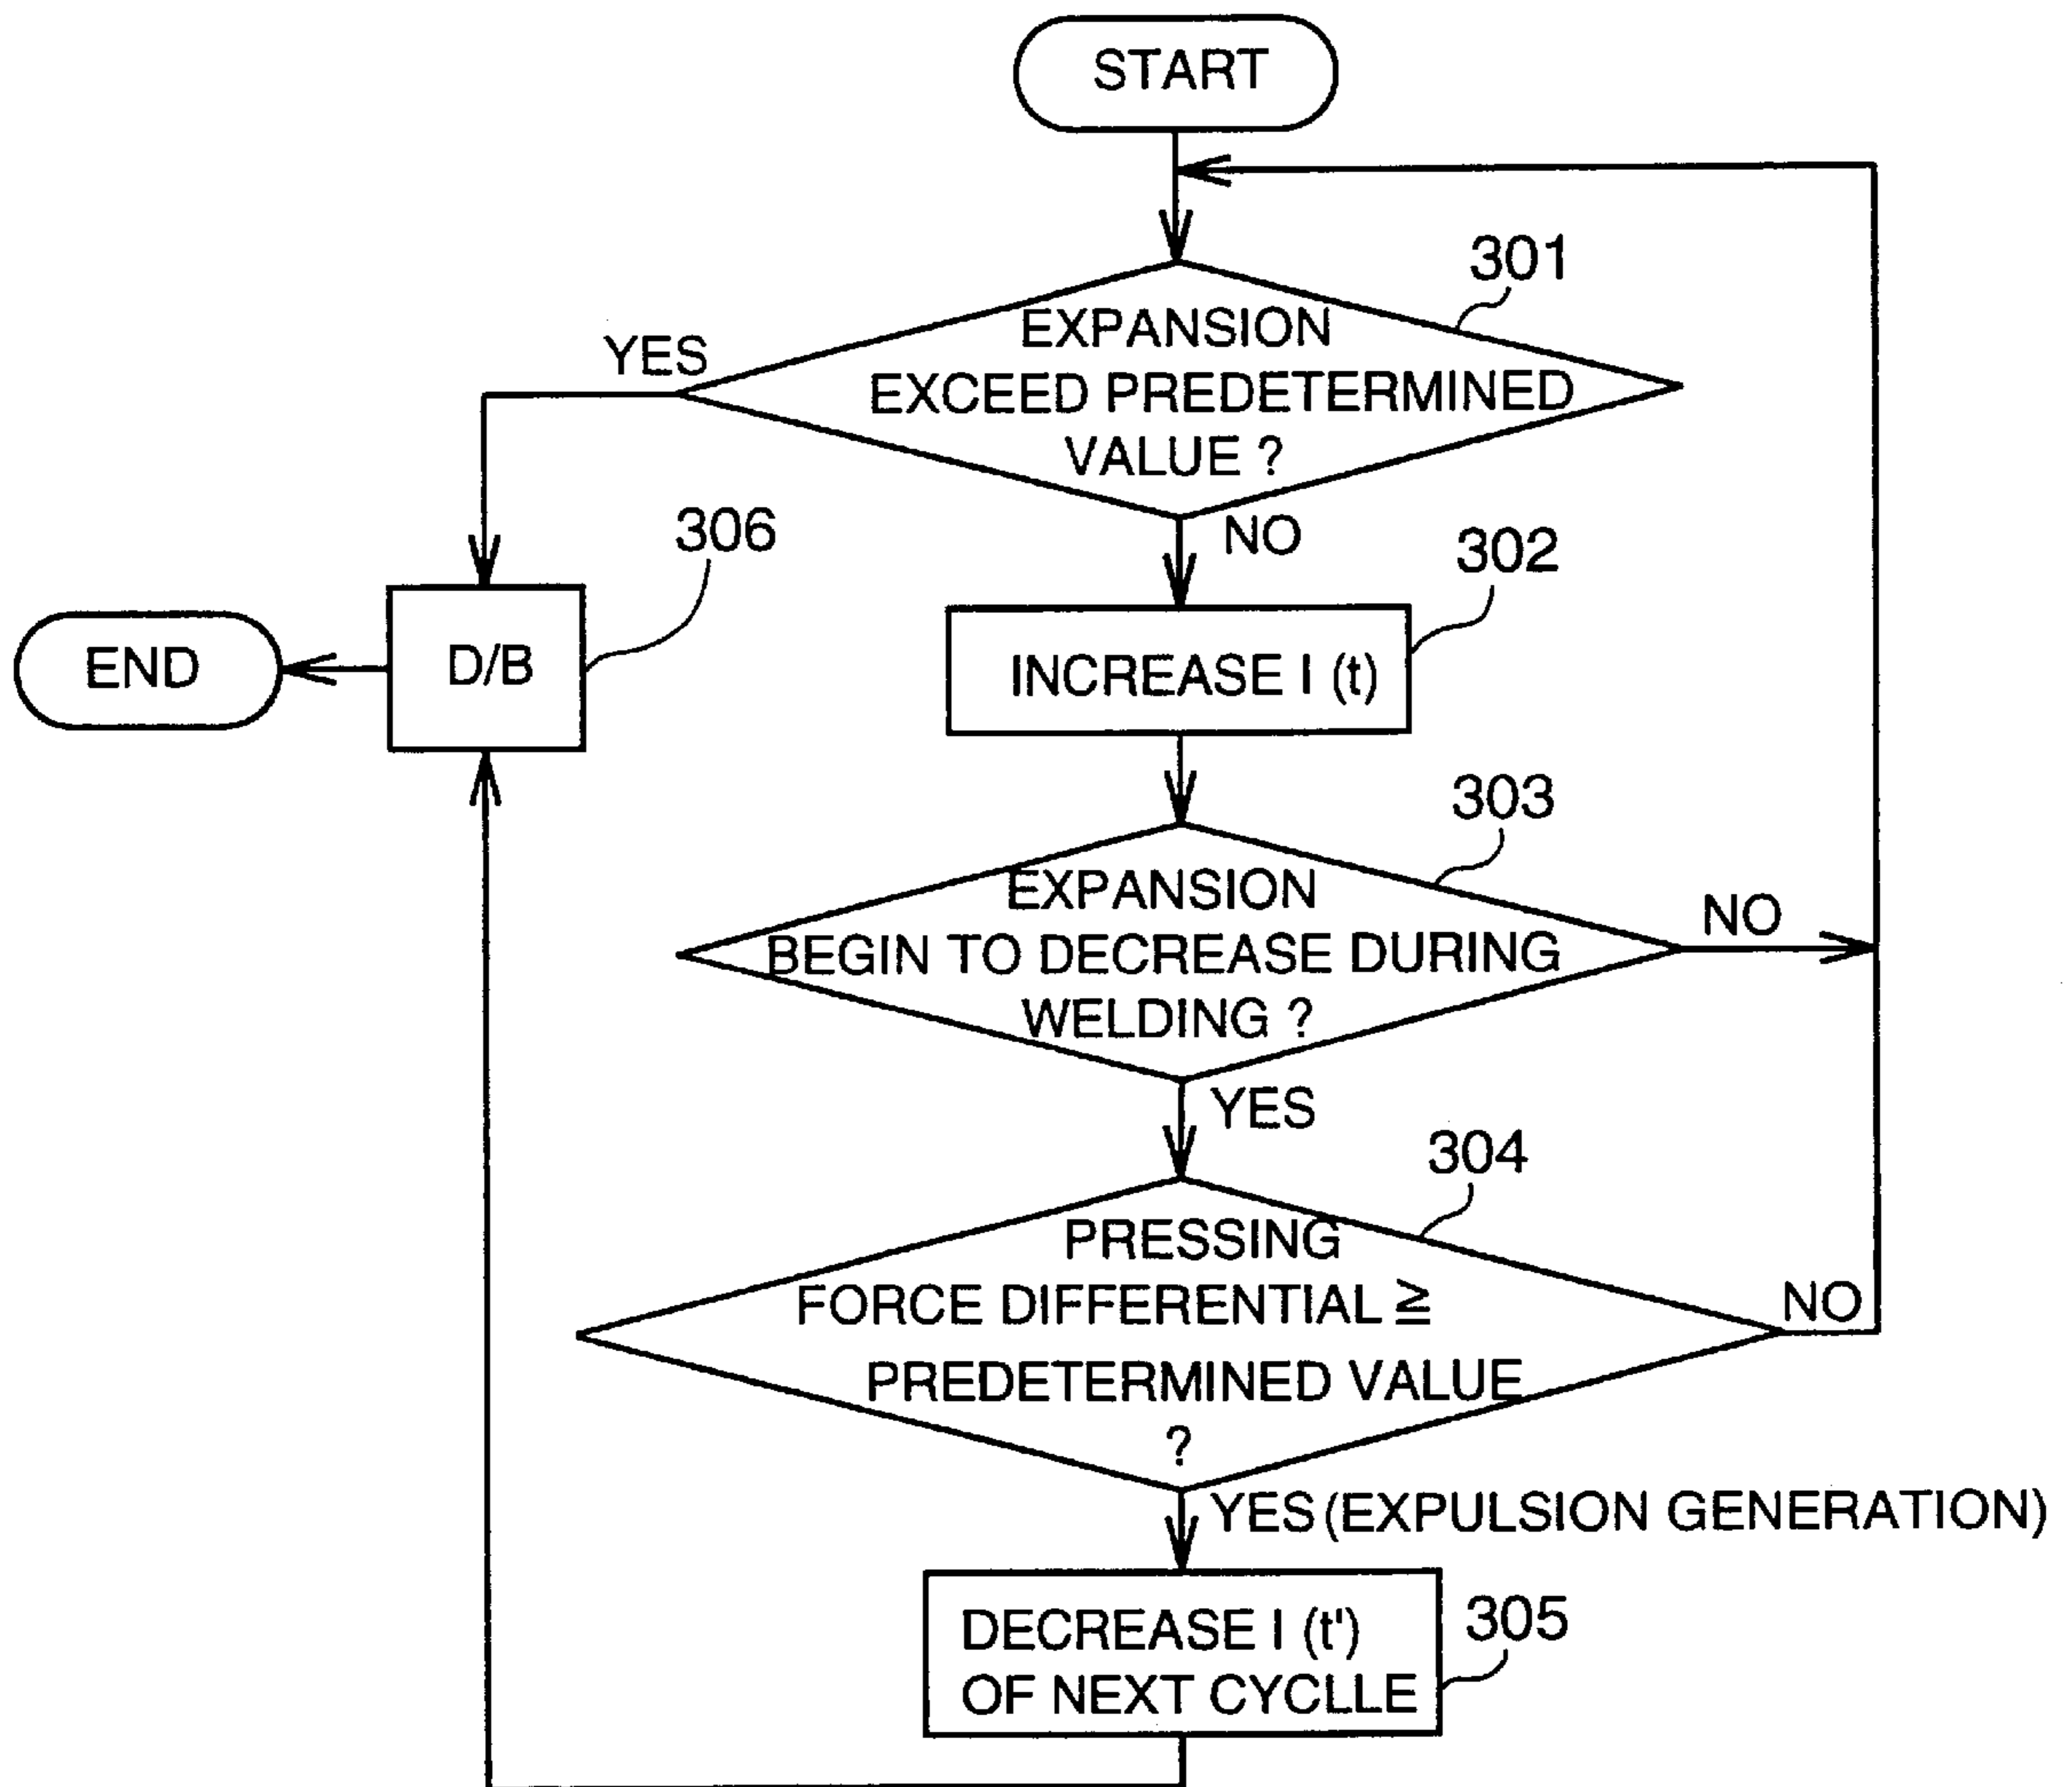 START
301
EXPANSION
EXCEED PREDETERMINED
VALUE ?
YES
NO
306
302
END
D/B
INCREASE I (t)
303
EXPANSION
BEGIN TO DECREASE DURING
WELDING ?
NO
YES
304
PRESSING
FORCE DIFFERENTIAL ≧
PREDETERMINED VALUE
?
NO
YES (EXPULSION GENERATION)
305
DECREASE I (t')
OF NEXT CYCLLE